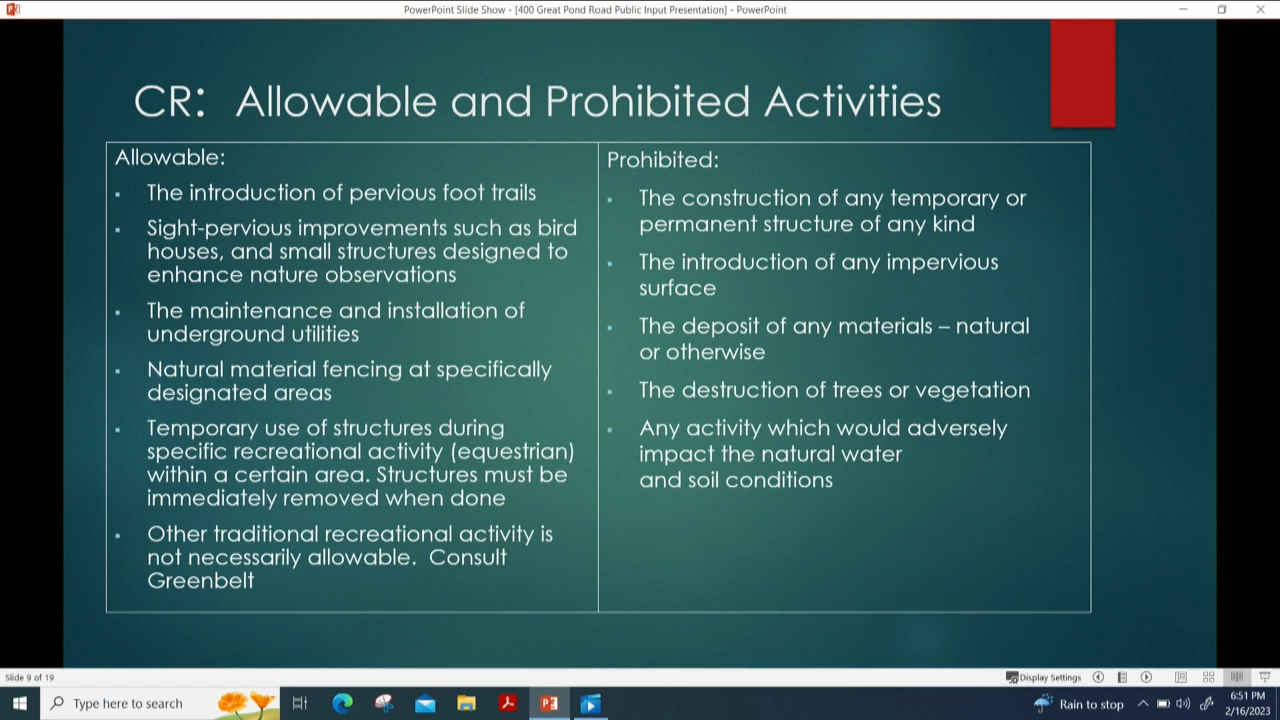 PowerPoint Slide Show - [400 Great Pond Road Public Input Presentation] - PowerPoint
CR: Allowable and Prohibited Activities
Allowable:
▪ The introduction of pervious foot trails
▪ Sight-pervious improvements such as bird
houses, and small structures designed to
enhance nature observations
▪ The maintenance and installation of
underground utilities
▪ Natural material fencing at specifically
designated areas
▪ Temporary use of structures during
specific recreational activity (equestrian)
within a certain area. Structures must be
immediately removed when done
▪ Other traditional recreational activity is
not necessarily allowable.  Consult
Greenbelt
Prohibited:
▪ The construction of any temporary or
permanent structure of any kind
▪ The introduction of any impervious
surface
▪ The deposit of any materials – natural
or otherwise
▪ The destruction of trees or vegetation
▪ Any activity which would adversely
impact the natural water
and soil conditions
Slide 9 of 19
Display Settings
Type here to search
Rain to stop
6:51 PM
2/16/2023